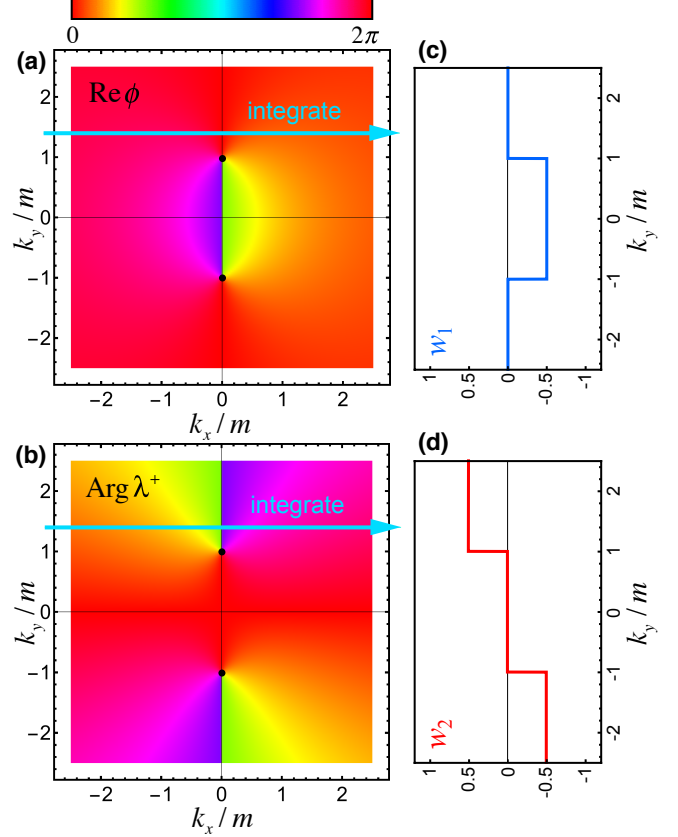 0 2π
(a)
Re ϕ
integrate
2
1
0
−1
−2
k_y / m
−2 −1 0 1 2
k_x / m
(c)
w_1
2
1
0
-1
-2
k_y / m
1 0.5 0 -0.5 -1
(b)
Arg λ⁺
integrate
2
1
0
−1
−2
k_y / m
−2 −1 0 1 2
k_x / m
(d)
w_2
2
1
0
-1
-2
k_y / m
1 0.5 0 -0.5 -1